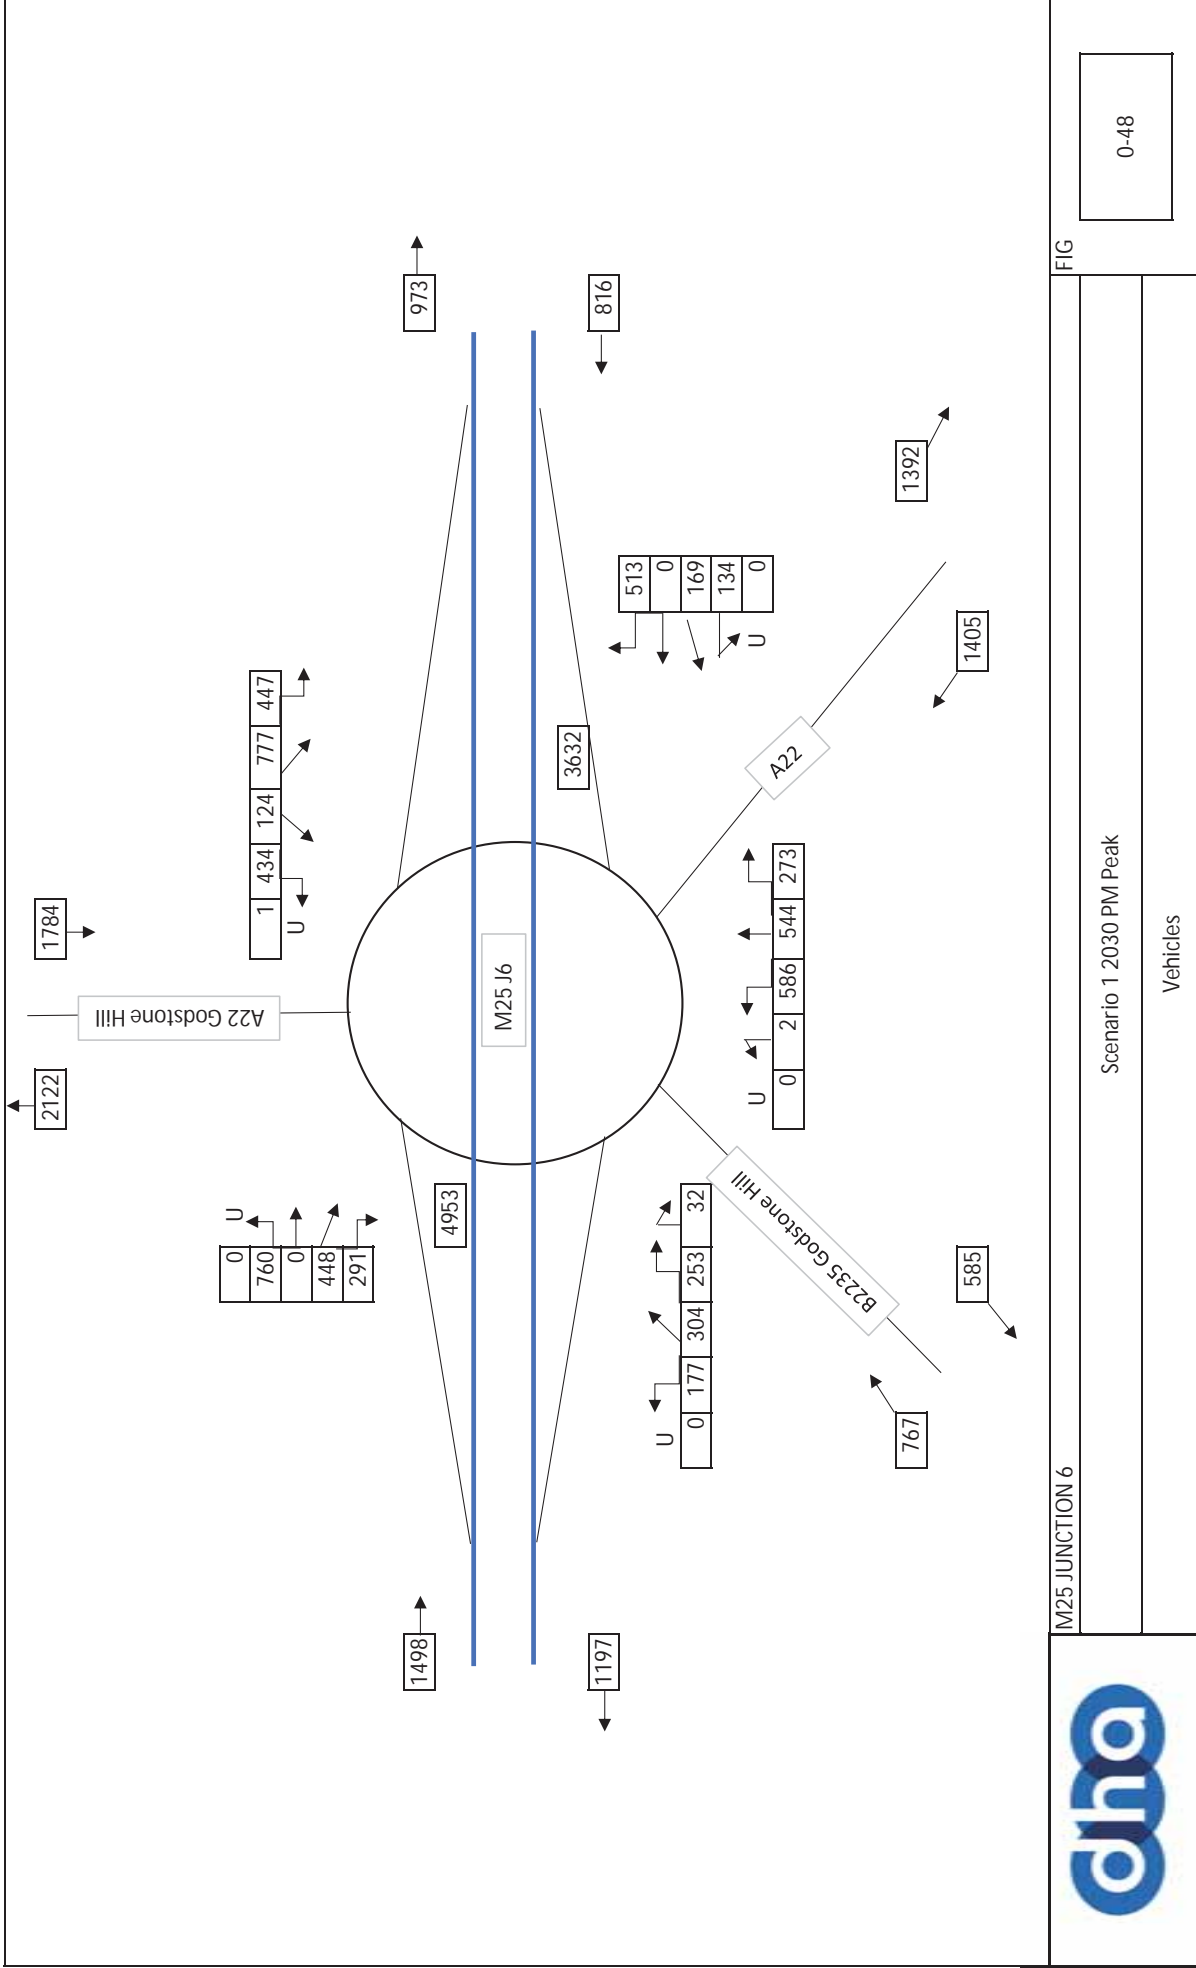 2122
1784
A22 Godstone Hill
0
U
760
0
448
291
1 434 124 777 447
U
1498
973
4953
M25 J6
3632
1197
816
513
0
169
134
0
U
U
0 177 304 253 32
U
0 2 586 544 273
A22
B2235 Godstone Hill
767
1392
585
1405
M25 JUNCTION 6
FIG
Scenario 1 2030 PM Peak
0-48
Vehicles
dha